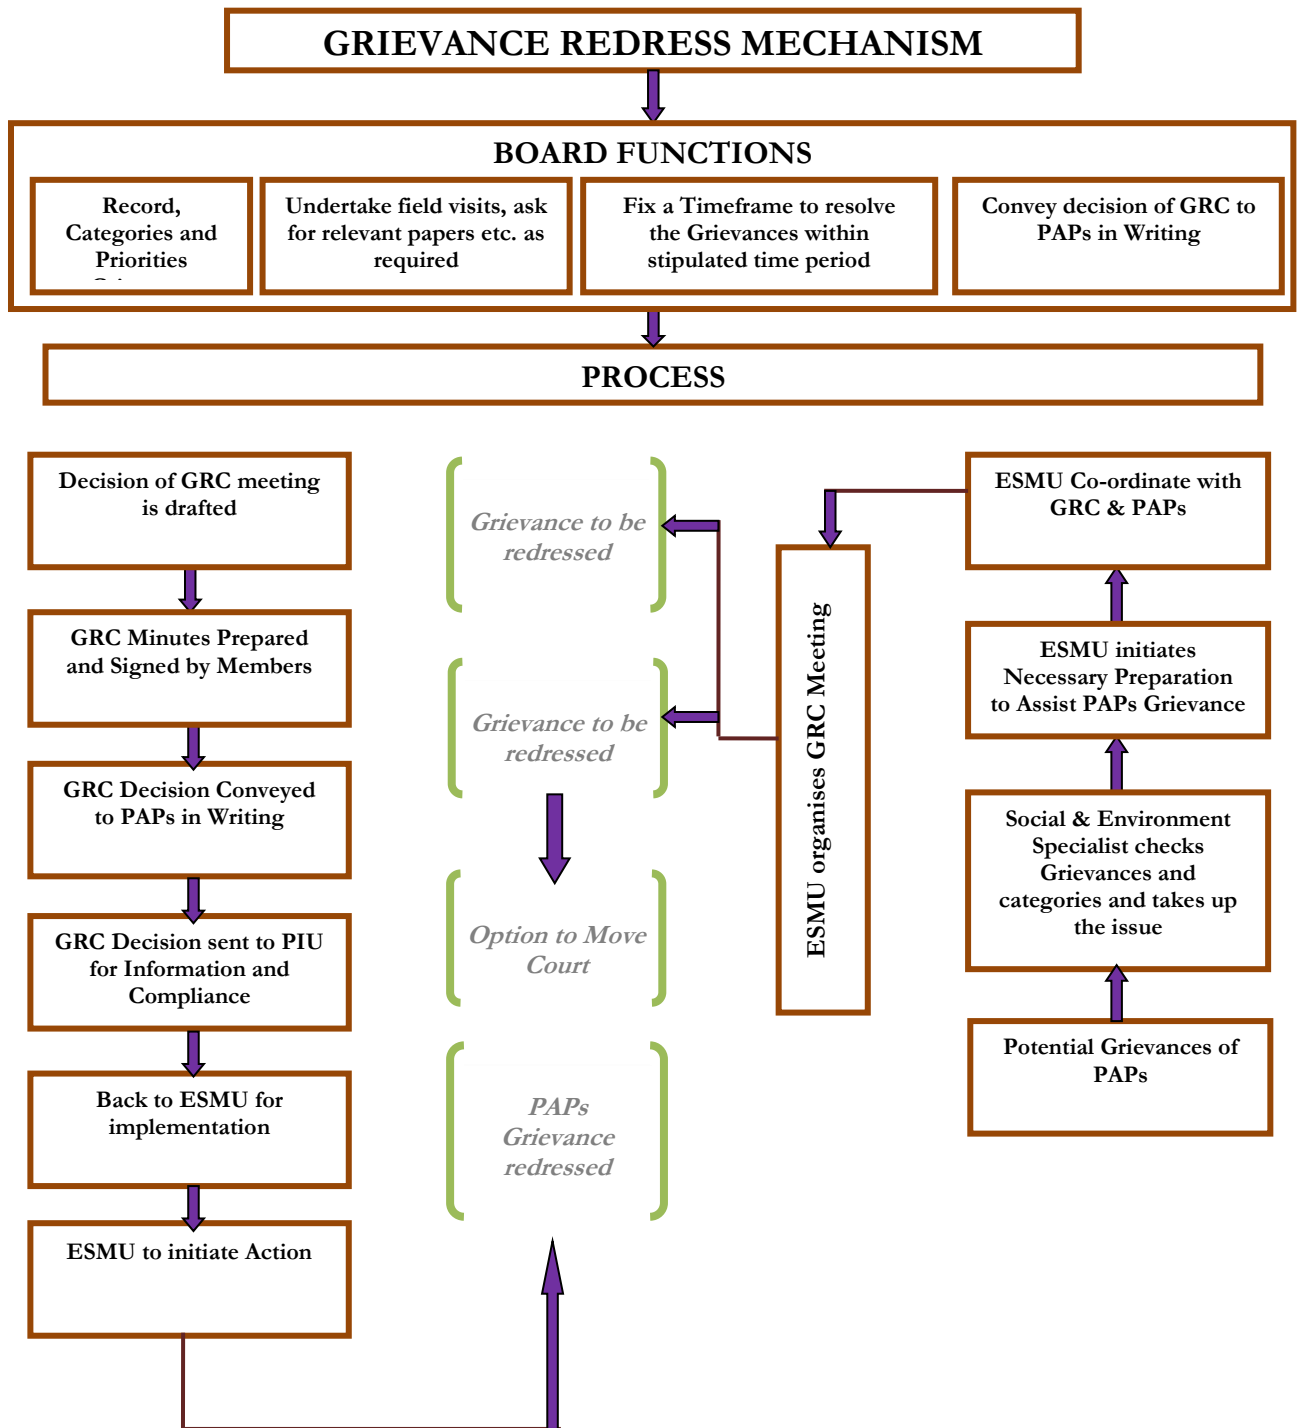 GRIEVANCE REDRESS MECHANISM
BOARD FUNCTIONS
Record,
Categories and
Priorities
Undertake field visits, ask
for relevant papers etc. as
required
Fix a Timeframe to resolve
the Grievances within
stipulated time period
Convey decision of GRC to
PAPs in Writing
PROCESS
Decision of GRC meeting
is drafted
GRC Minutes Prepared
and Signed by Members
GRC Decision Conveyed
to PAPs in Writing
GRC Decision sent to PIU
for Information and
Compliance
Back to ESMU for
implementation
ESMU to initiate Action
Grievance to be
redressed
Grievance to be
redressed
Option to Move
Court
PAPs
Grievance
redressed
ESMU organises GRC Meeting
ESMU Co-ordinate with
GRC & PAPs
ESMU initiates
Necessary Preparation
to Assist PAPs Grievance
Social & Environment
Specialist checks
Grievances and
categories and takes up
the issue
Potential Grievances of
PAPs